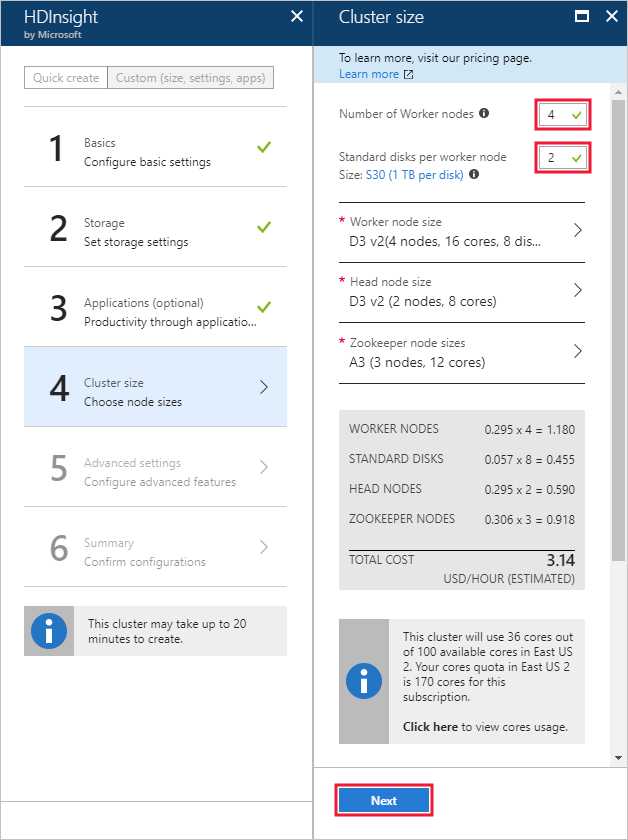 HDInsight
by Microsoft
Quick create
Custom (size, settings, apps)
1
Basics
Configure basic settings
2
Storage
Set storage settings
3
Applications (optional)
Productivity through applicatio...
4
Cluster size
Choose node sizes
5
Advanced settings
Configure advanced features
6
Summary
Confirm configurations
This cluster may take up to 20
minutes to create.
Cluster size
To learn more, visit our pricing page.
Learn more
Number of Worker nodes
4
Standard disks per worker node
Size: S30 (1 TB per disk)
2
* Worker node size
D3 v2(4 nodes, 16 cores, 8 dis...
* Head node size
D3 v2 (2 nodes, 8 cores)
* Zookeeper node sizes
A3 (3 nodes, 12 cores)
WORKER NODES 0.295 x 4 = 1.180
STANDARD DISKS 0.057 x 8 = 0.455
HEAD NODES 0.295 x 2 = 0.590
ZOOKEEPER NODES 0.306 x 3 = 0.918
TOTAL COST 3.14
USD/HOUR (ESTIMATED)
This cluster will use 36 cores out
of 100 available cores in East US
2. Your cores quota in East US 2
is 170 cores for this
subscription.
Click here to view cores usage.
Next